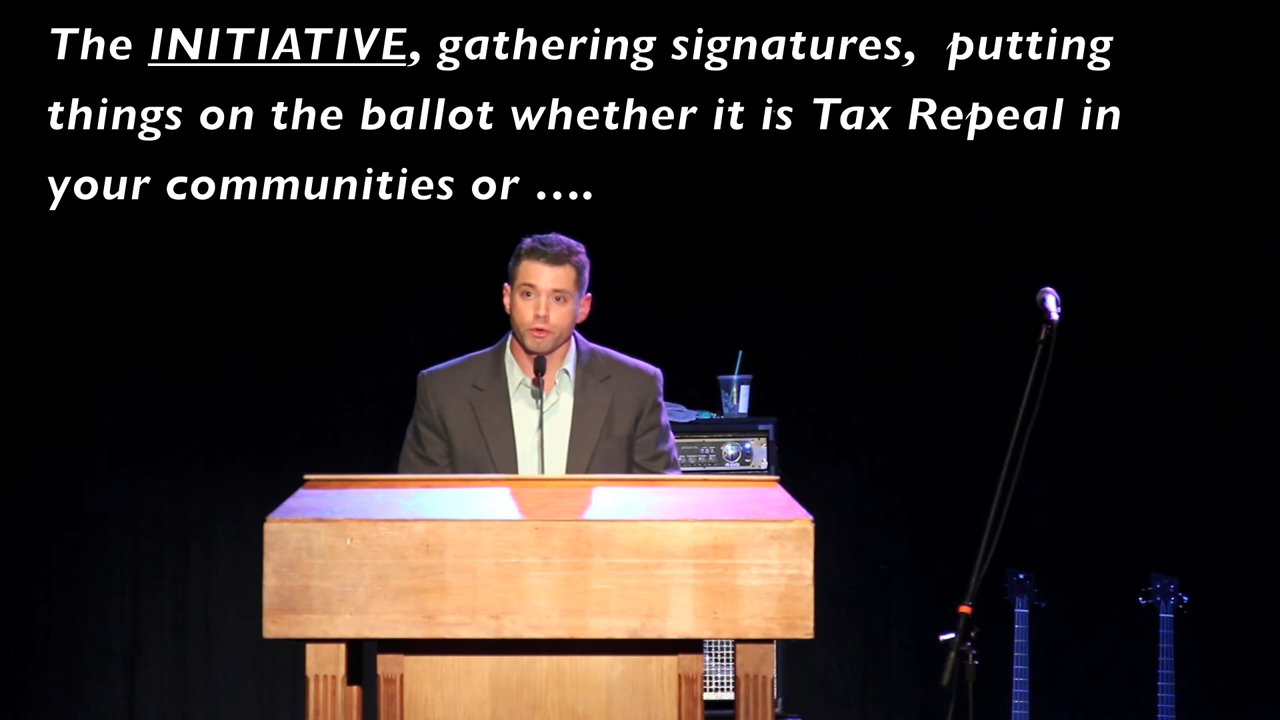 The INITIATIVE, gathering signatures, putting
things on the ballot whether it is Tax Repeal in
your communities or ....